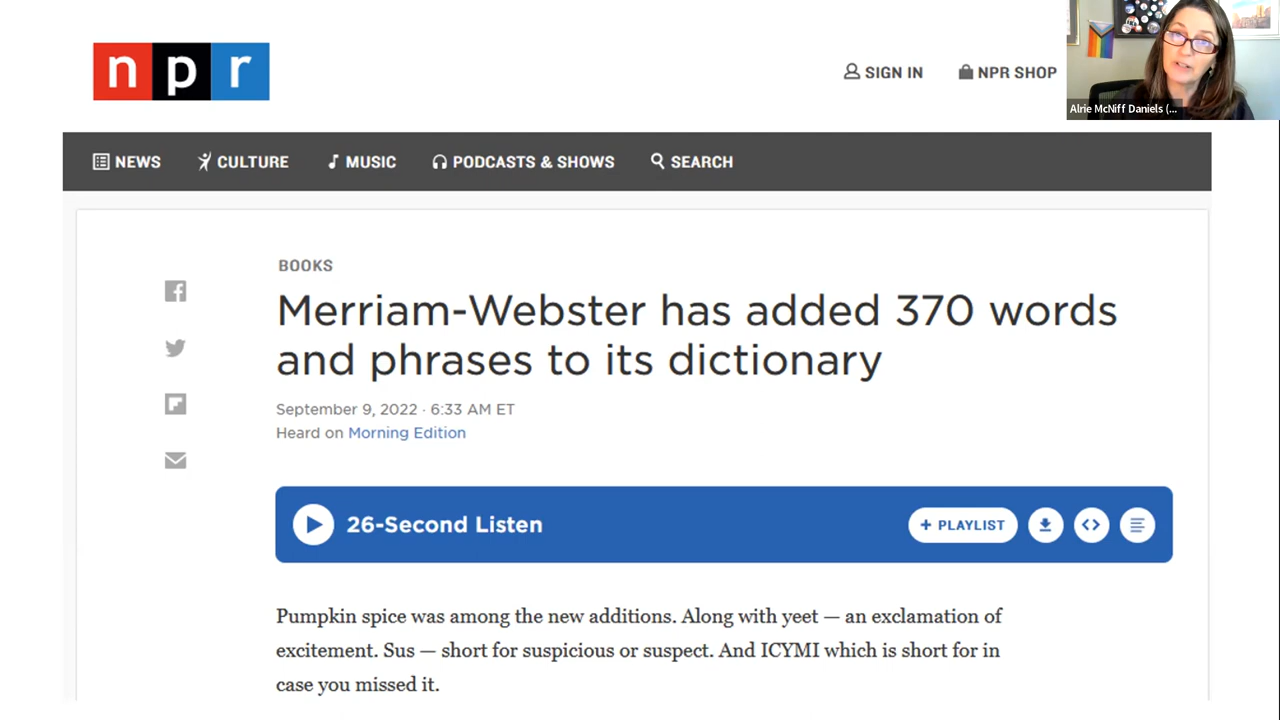 npr
SIGN IN
NPR SHOP
Alrie McNiff Daniels (...
NEWS
CULTURE
MUSIC
PODCASTS & SHOWS
SEARCH
BOOKS
Merriam-Webster has added 370 words
and phrases to its dictionary
September 9, 2022 · 6:33 AM ET
Heard on Morning Edition
26-Second Listen
+ PLAYLIST
Pumpkin spice was among the new additions. Along with yeet — an exclamation of
excitement. Sus — short for suspicious or suspect. And ICYMI which is short for in
case you missed it.